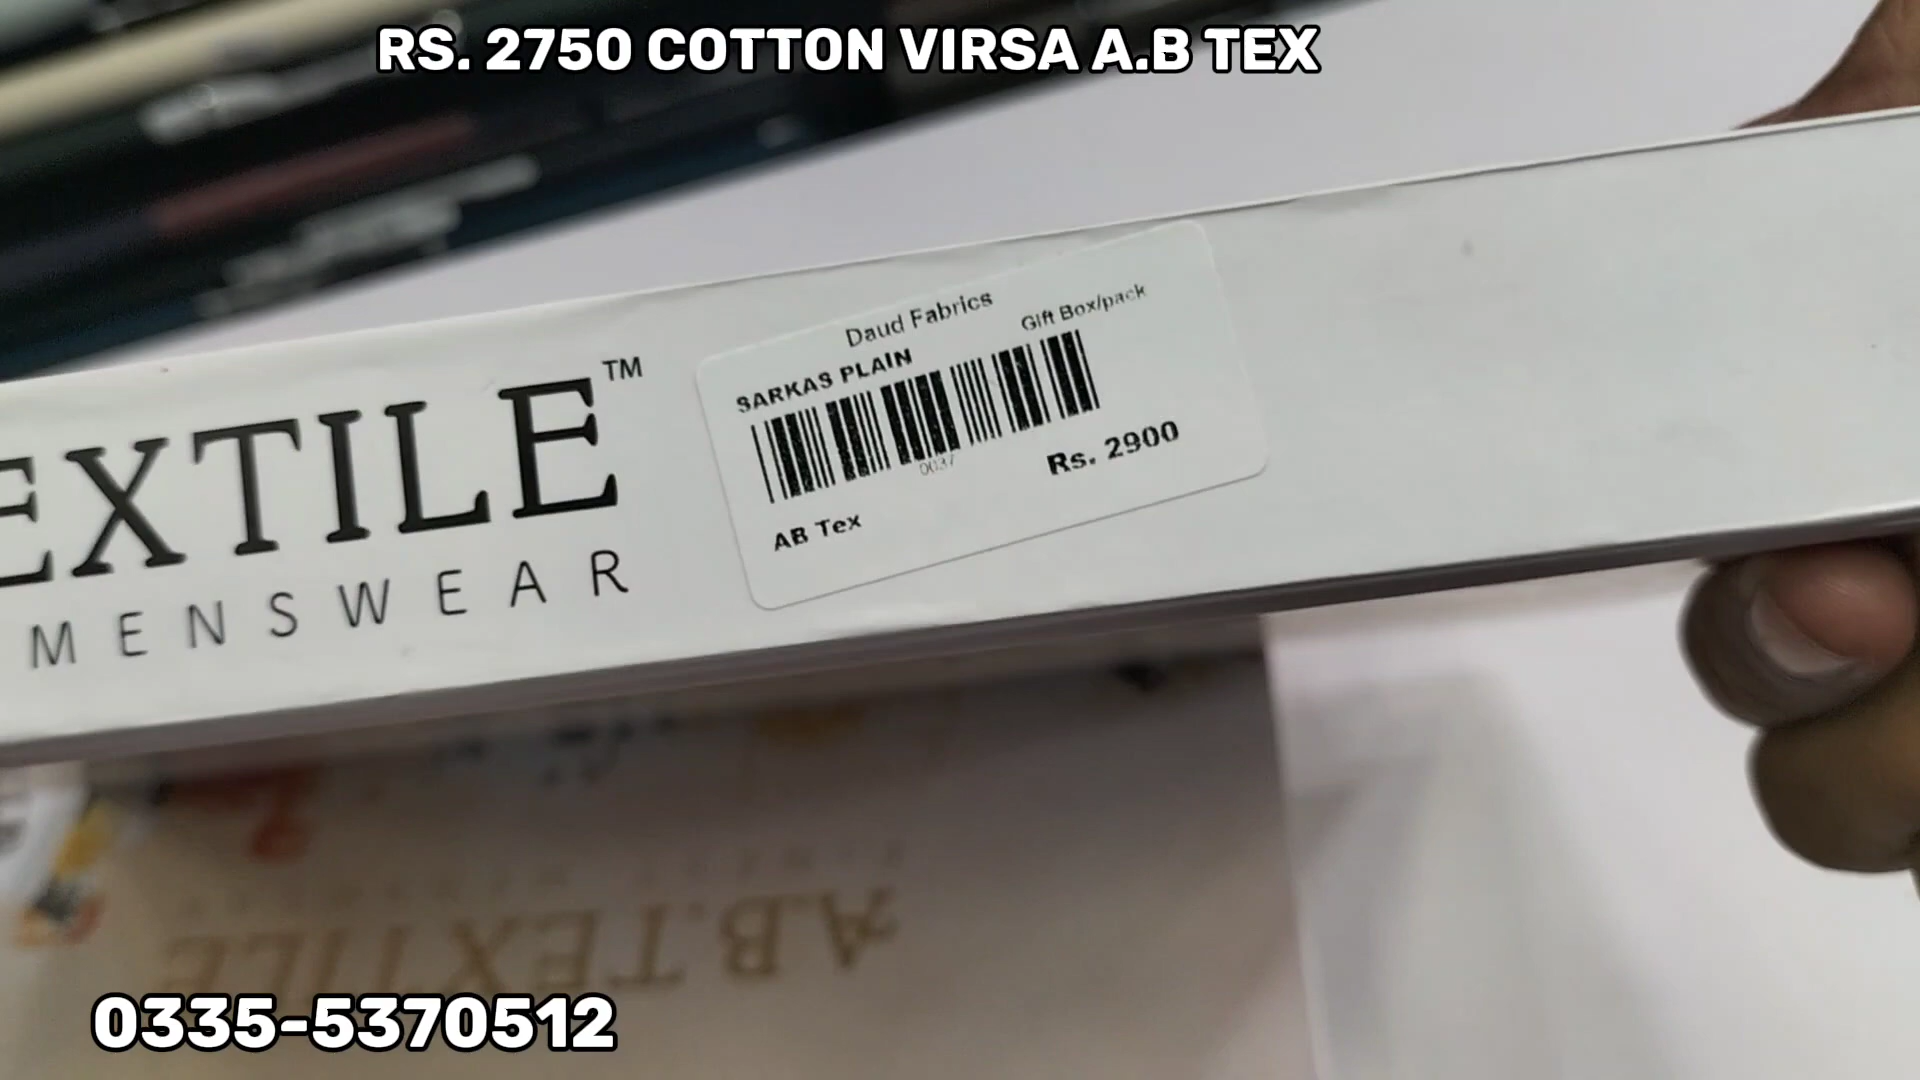 RS. 2750 COTTON VIRSA A.B TEX
EXTILE™
MENSWEAR
Daud Fabrics
Gift Box/pack
SARKAS PLAIN
0037
Rs. 2900
AB Tex
A.B.TEXTILE
0335-5370512